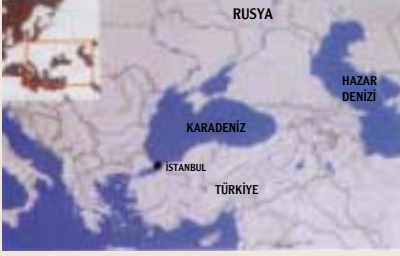 RUSYA
HAZAR
DENİZİ
KARADENİZ
İSTANBUL
TÜRKİYE